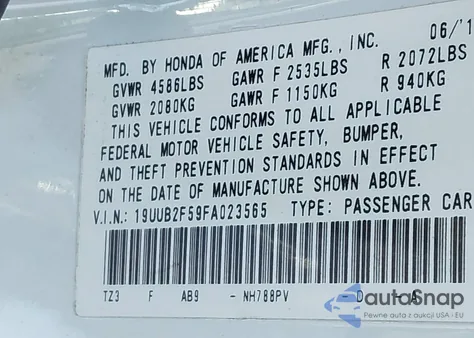 MFD. BY HONDA OF AMERICA MFG., INC. 06/'1
GVWR 4586LBS GAWR F 2535LBS R 2072LBS
GVWR 2080KG GAWR F 1150KG R 940KG
THIS VEHICLE CONFORMS TO ALL APPLICABLE
FEDERAL MOTOR VEHICLE SAFETY, BUMPER,
AND THEFT PREVENTION STANDARDS IN EFFECT
ON THE DATE OF MANUFACTURE SHOWN ABOVE.
V.I.N.: 19UUB2F59FA023565 TYPE: PASSENGER CAR
TZ3 F AB9 - NH788PV - D A
autoSnap
Pewne auta z aukcji USA - EU